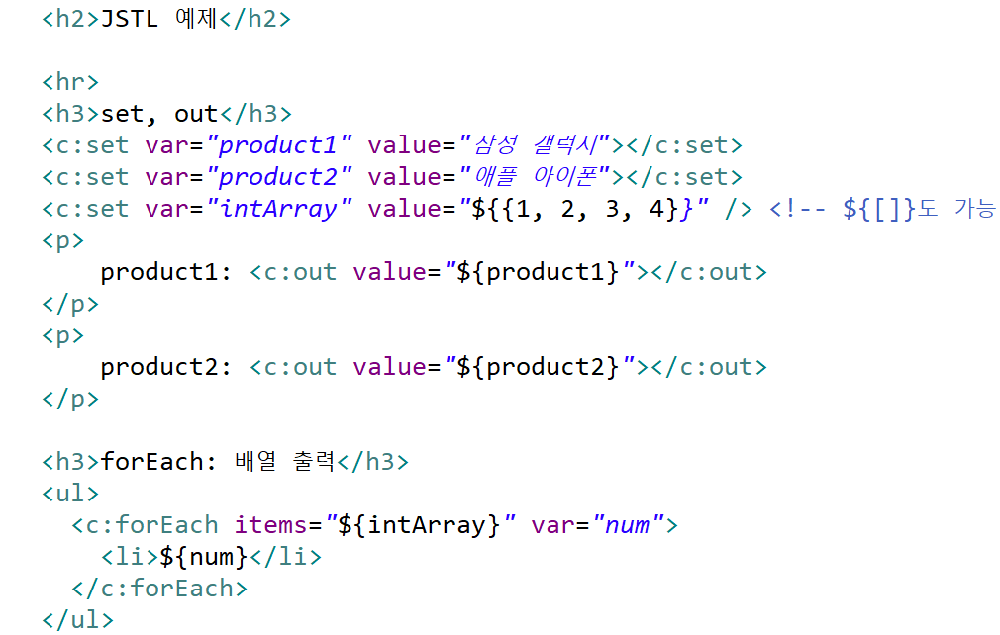 <h2>JSTL 예제</h2>
<hr>
<h3>set, out</h3>
<c:set var="product1" value="삼성 갤럭시"></c:set>
<c:set var="product2" value="애플 아이폰"></c:set>
<c:set var="intArray" value="${{1, 2, 3, 4}}" /> <!-- ${[]}도 가능
<p>
    product1: <c:out value="${product1}"></c:out>
</p>
<p>
    product2: <c:out value="${product2}"></c:out>
</p>
<h3>forEach: 배열 출력</h3>
<ul>
  <c:forEach items="${intArray}" var="num">
    <li>${num}</li>
  </c:forEach>
</ul>